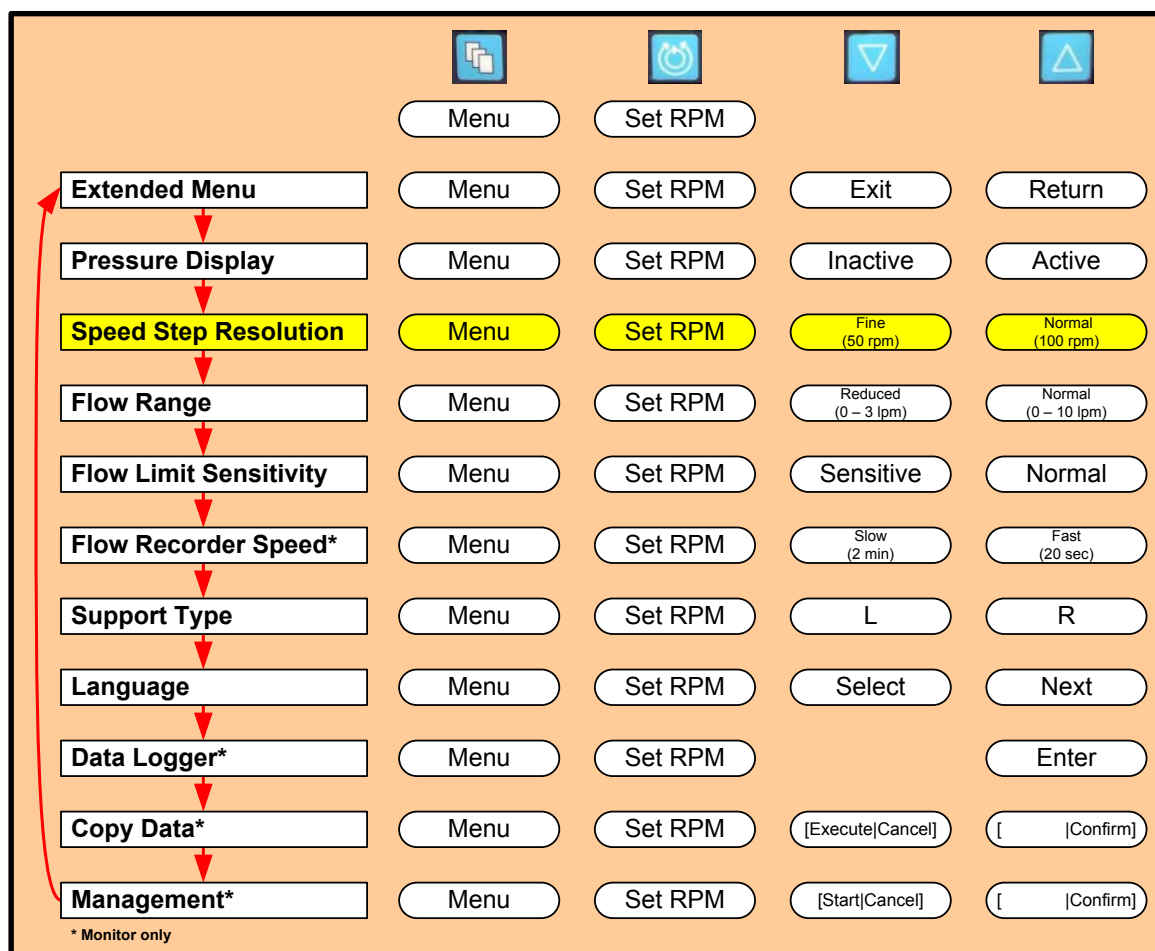 Menu Set RPM
Extended Menu Menu Set RPM Exit Return
Pressure Display Menu Set RPM Inactive Active
Speed Step Resolution Menu Set RPM Fine (50 rpm) Normal (100 rpm)
Flow Range Menu Set RPM Reduced (0 – 3 lpm) Normal (0 – 10 lpm)
Flow Limit Sensitivity Menu Set RPM Sensitive Normal
Flow Recorder Speed* Menu Set RPM Slow (2 min) Fast (20 sec)
Support Type Menu Set RPM L R
Language Menu Set RPM Select Next
Data Logger* Menu Set RPM Enter
Copy Data* Menu Set RPM [Execute|Cancel] [ |Confirm]
Management* Menu Set RPM [Start|Cancel] [ |Confirm]
* Monitor only